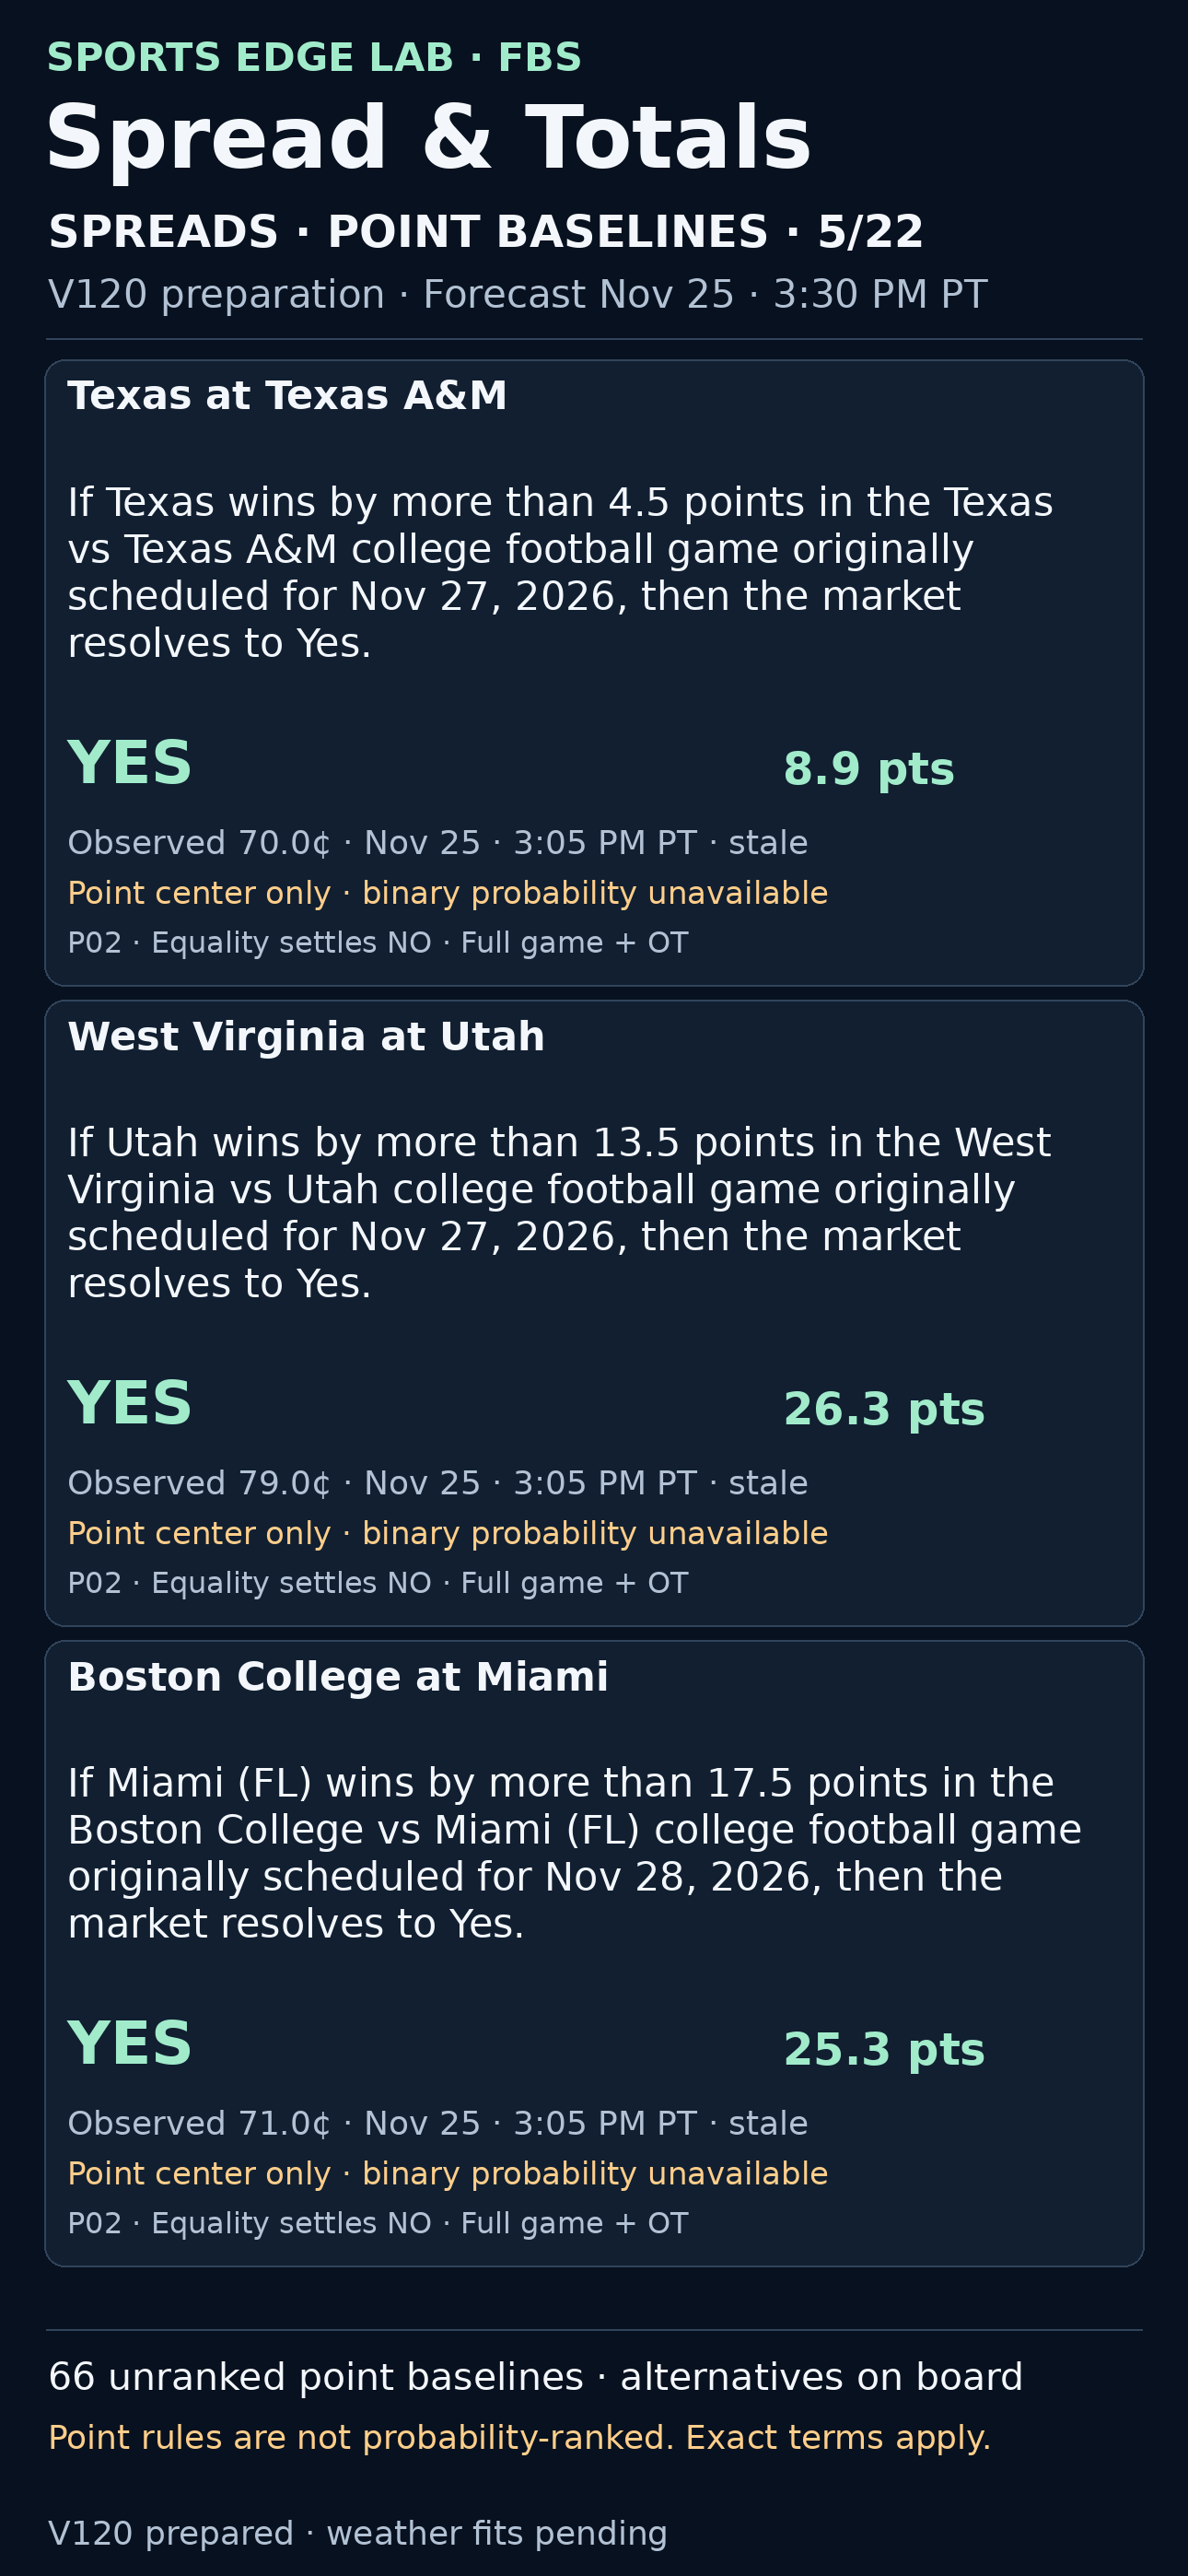 SPORTS EDGE LAB · FBS
Spread & Totals
SPREADS · POINT BASELINES · 5/22
V120 preparation · Forecast Nov 25 · 3:30 PM PT
Texas at Texas A&M
If Texas wins by more than 4.5 points in the Texas
vs Texas A&M college football game originally
scheduled for Nov 27, 2026, then the market
resolves to Yes.
YES 8.9 pts
Observed 70.0¢ · Nov 25 · 3:05 PM PT · stale
Point center only · binary probability unavailable
P02 · Equality settles NO · Full game + OT
West Virginia at Utah
If Utah wins by more than 13.5 points in the West
Virginia vs Utah college football game originally
scheduled for Nov 27, 2026, then the market
resolves to Yes.
YES 26.3 pts
Observed 79.0¢ · Nov 25 · 3:05 PM PT · stale
Point center only · binary probability unavailable
P02 · Equality settles NO · Full game + OT
Boston College at Miami
If Miami (FL) wins by more than 17.5 points in the
Boston College vs Miami (FL) college football game
originally scheduled for Nov 28, 2026, then the
market resolves to Yes.
YES 25.3 pts
Observed 71.0¢ · Nov 25 · 3:05 PM PT · stale
Point center only · binary probability unavailable
P02 · Equality settles NO · Full game + OT
66 unranked point baselines · alternatives on board
Point rules are not probability-ranked. Exact terms apply.
V120 prepared · weather fits pending